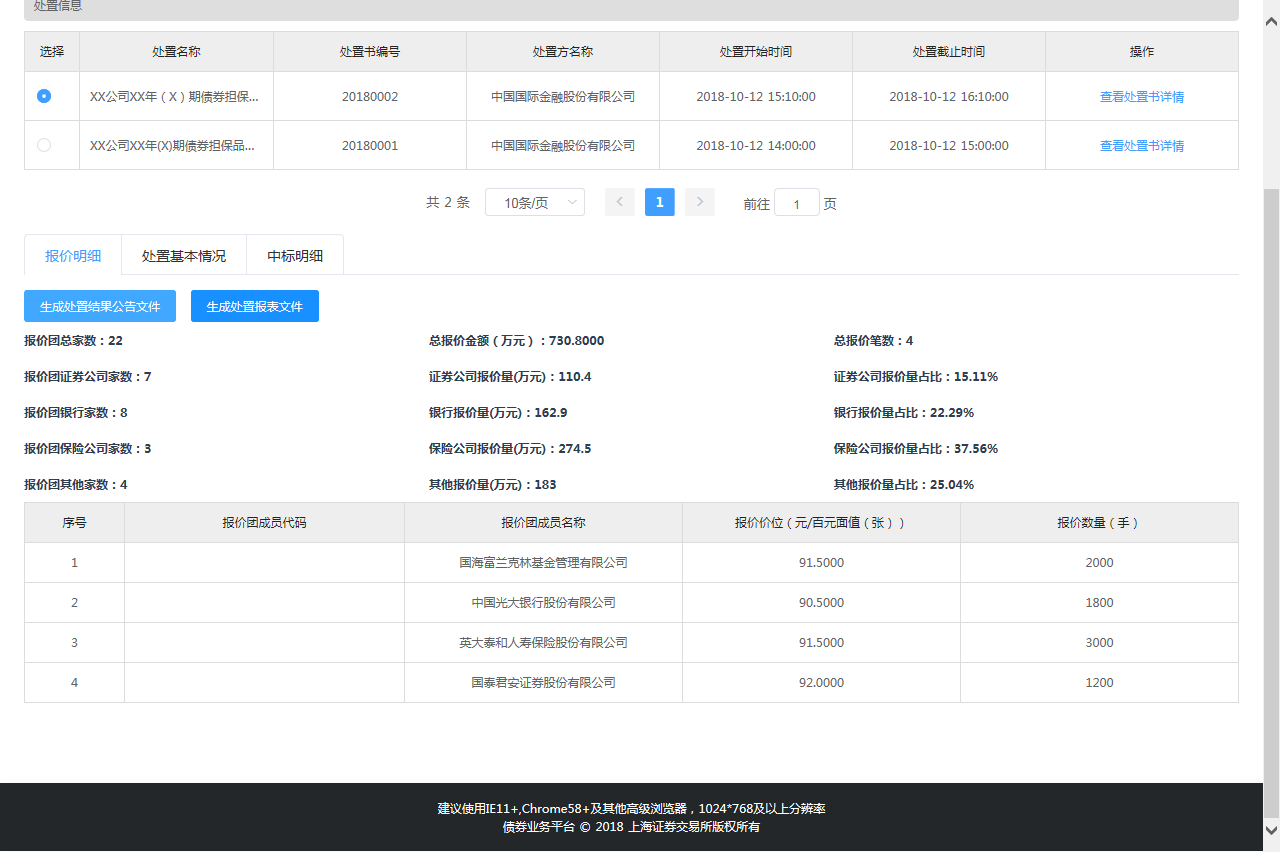 处置信息
选择 处置名称 处置书编号 处置方名称 处置开始时间 处置截止时间 操作
XX公司XX年（X）期债券担保... 20180002 中国国际金融股份有限公司 2018-10-12 15:10:00 2018-10-12 16:10:00 查看处置书详情
XX公司XX年(X)期债券担保品... 20180001 中国国际金融股份有限公司 2018-10-12 14:00:00 2018-10-12 15:00:00 查看处置书详情
共 2 条 10条/页 1 前往 1 页
报价明细 处置基本情况 中标明细
生成处置结果公告文件 生成处置报表文件
报价团总家数：22 总报价金额（万元）：730.8000 总报价笔数：4
报价团证券公司家数：7 证券公司报价量(万元)：110.4 证券公司报价量占比：15.11%
报价团银行家数：8 银行报价量(万元)：162.9 银行报价量占比：22.29%
报价团保险公司家数：3 保险公司报价量(万元)：274.5 保险公司报价量占比：37.56%
报价团其他家数：4 其他报价量(万元)：183 其他报价量占比：25.04%
序号 报价团成员代码 报价团成员名称 报价价位（元/百元面值（张）） 报价数量（手）
1 国海富兰克林基金管理有限公司 91.5000 2000
2 中国光大银行股份有限公司 90.5000 1800
3 英大泰和人寿保险股份有限公司 91.5000 3000
4 国泰君安证券股份有限公司 92.0000 1200
建议使用IE11+,Chrome58+及其他高级浏览器，1024*768及以上分辨率
债券业务平台 © 2018 上海证券交易所版权所有